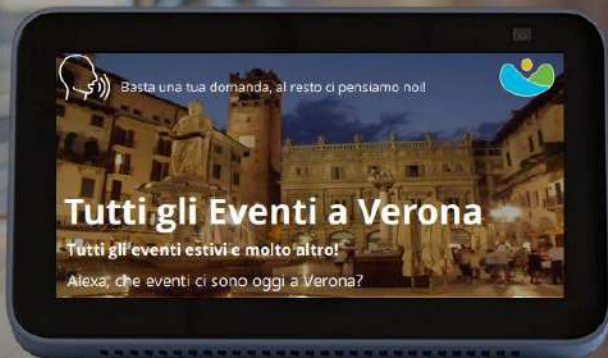 Basta una tua domanda, al resto ci pensiamo noi!
Tutti gli Eventi a Verona
Tutti gli eventi estivi e molto altro!
Alexa, che eventi ci sono oggi a Verona?